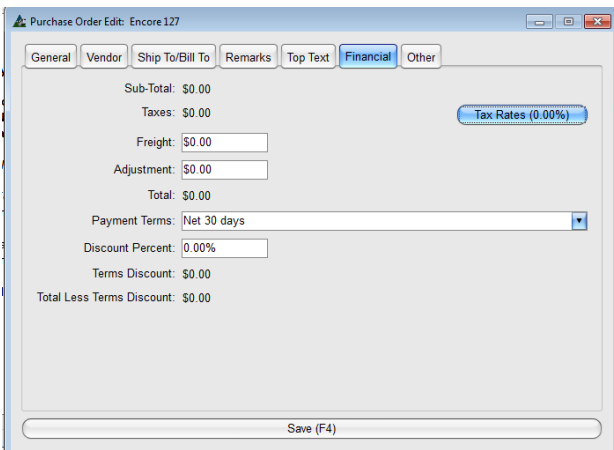 Purchase Order Edit: Encore 127
General Vendor Ship To/Bill To Remarks Top Text Financial Other
Sub-Total: $0.00
Taxes: $0.00 Tax Rates (0.00%)
Freight: $0.00
Adjustment: $0.00
Total: $0.00
Payment Terms: Net 30 days
Discount Percent: 0.00%
Terms Discount: $0.00
Total Less Terms Discount: $0.00
Save (F4)